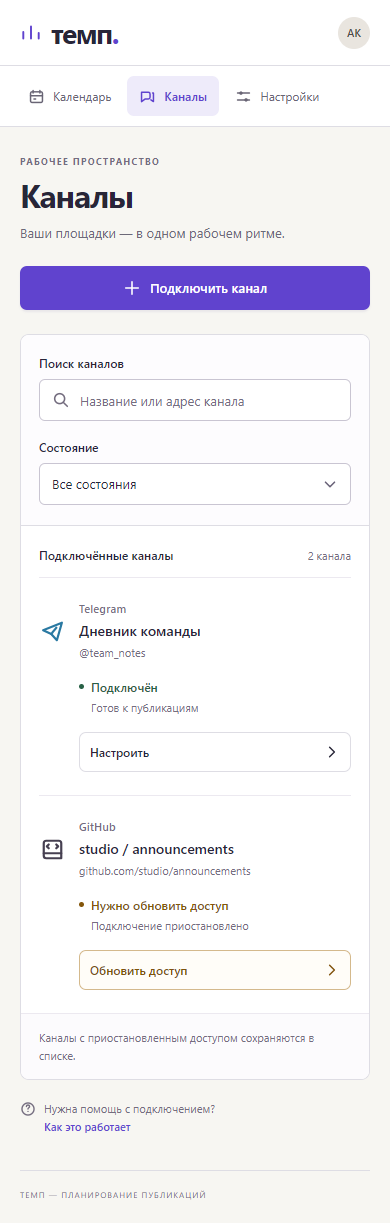 темп.
АК
Календарь
Каналы
Настройки
РАБОЧЕЕ ПРОСТРАНСТВО
Каналы
Ваши площадки — в одном рабочем ритме.
Подключить канал
Поиск каналов
Название или адрес канала
Состояние
Все состояния
Подключённые каналы
2 канала
Telegram
Дневник команды
@team_notes
Подключён
Готов к публикациям
Настроить
GitHub
studio / announcements
github.com/studio/announcements
Нужно обновить доступ
Подключение приостановлено
Обновить доступ
Каналы с приостановленным доступом сохраняются в
списке.
Нужна помощь с подключением?
Как это работает
ТЕМП — ПЛАНИРОВАНИЕ ПУБЛИКАЦИЙ